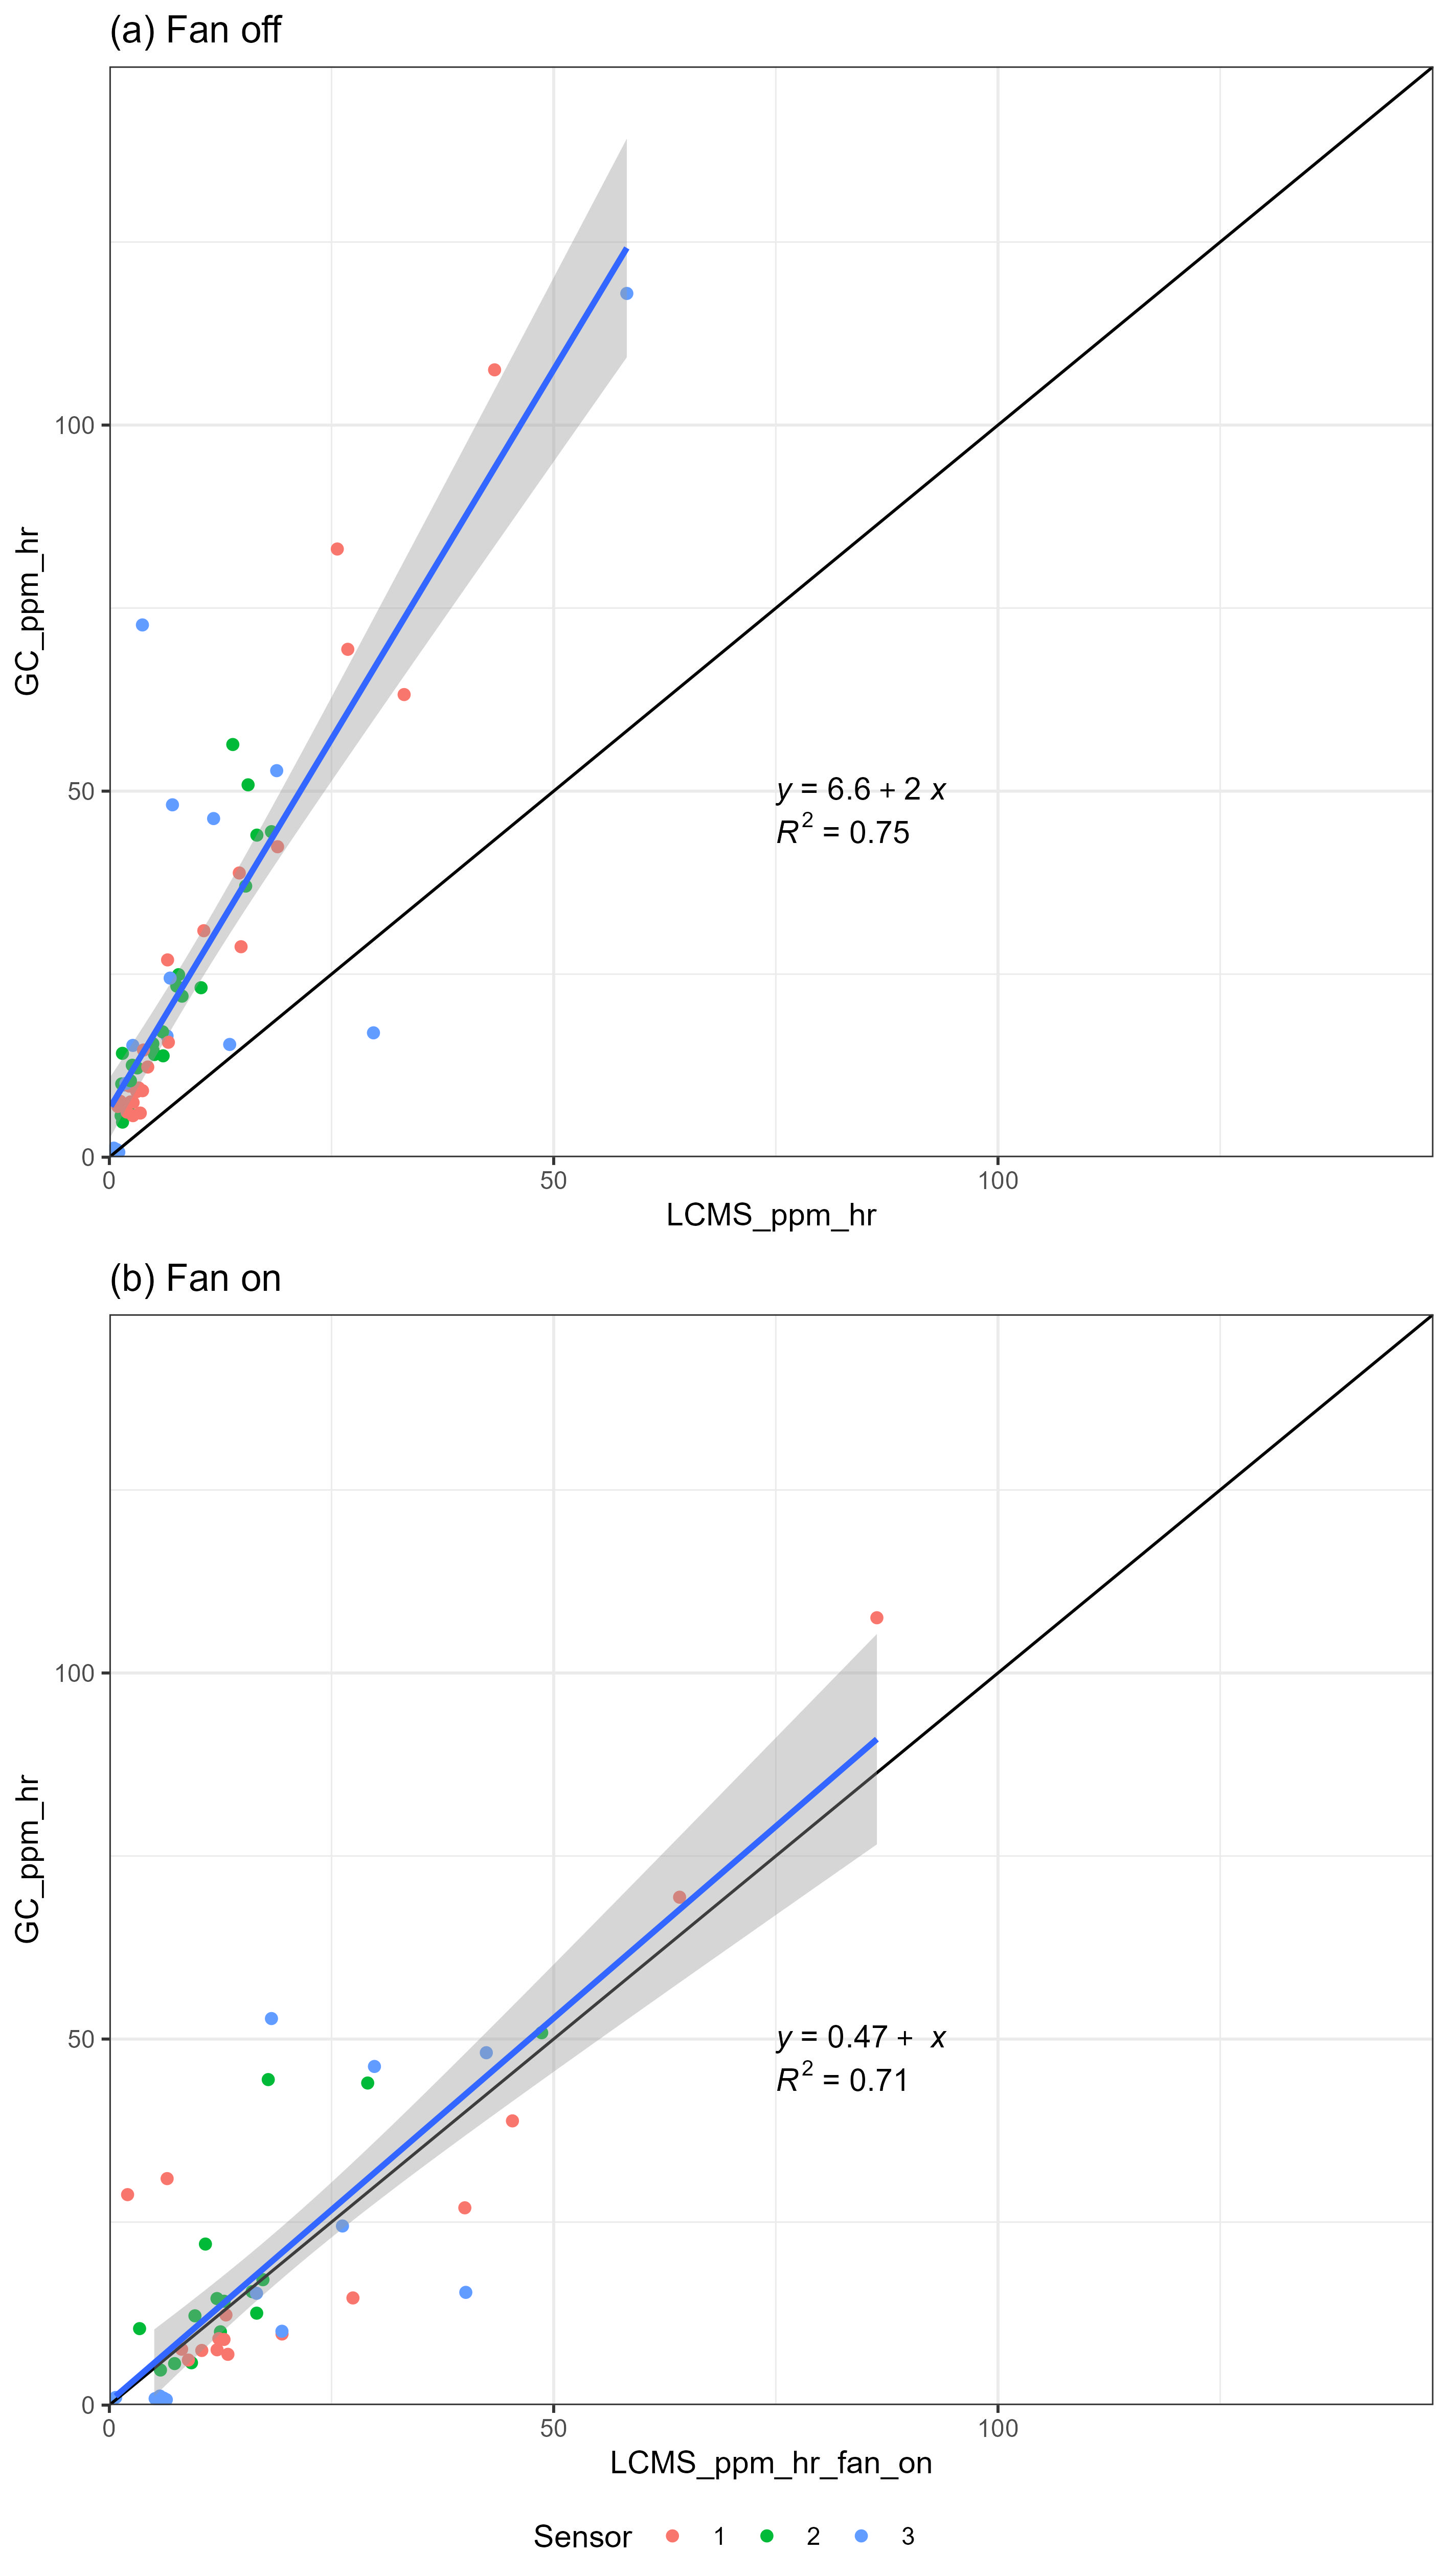 (a) Fan off
GC_ppm_hr
100
50
0
y = 6.6 + 2 x
R² = 0.75
0 50 100
LCMS_ppm_hr
(b) Fan on
GC_ppm_hr
100
50
0
y = 0.47 + x
R² = 0.71
0 50 100
LCMS_ppm_hr_fan_on
Sensor 1 2 3